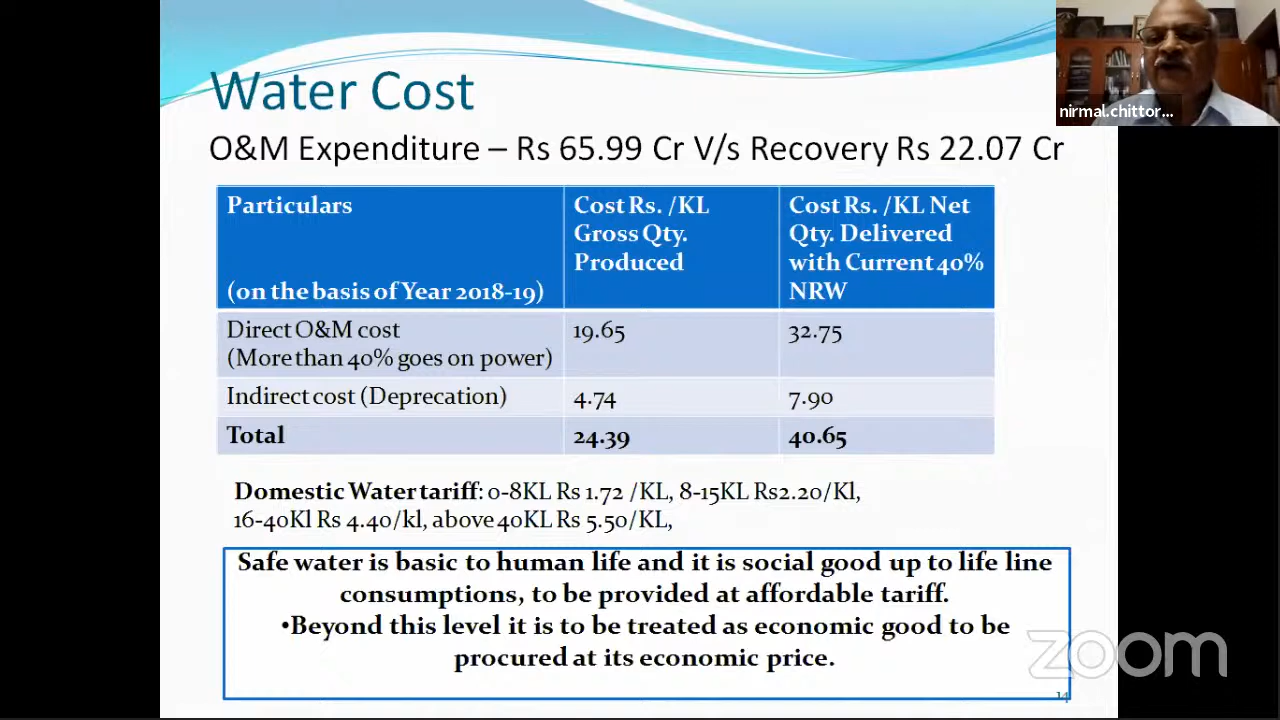 Water Cost
nirmal.chittor...
O&M Expenditure – Rs 65.99 Cr V/s Recovery Rs 22.07 Cr
Particulars
(on the basis of Year 2018-19)
Cost Rs. /KL
Gross Qty.
Produced
Cost Rs. /KL Net
Qty. Delivered
with Current 40%
NRW
Direct O&M cost
(More than 40% goes on power)
19.65
32.75
Indirect cost (Deprecation)
4.74
7.90
Total
24.39
40.65
Domestic Water tariff: 0-8KL Rs 1.72 /KL, 8-15KL Rs2.20/Kl,
16-40Kl Rs 4.40/kl, above 40KL Rs 5.50/KL,
Safe water is basic to human life and it is social good up to life line
consumptions, to be provided at affordable tariff.
•Beyond this level it is to be treated as economic good to be
procured at its economic price.
zoom
14